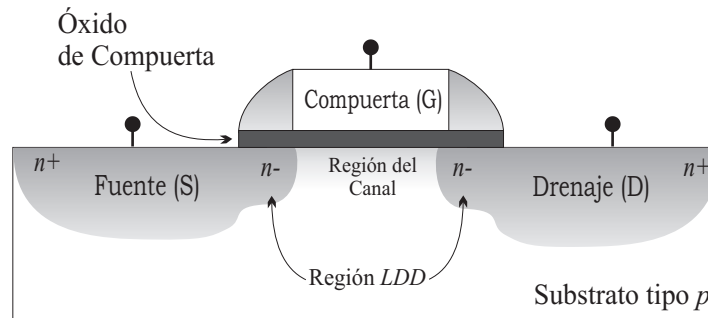 Óxido
de Compuerta
Compuerta (G)
n+
Fuente (S)
n-
Región del
Canal
n-
Drenaje (D)
n+
Región LDD
Substrato tipo p